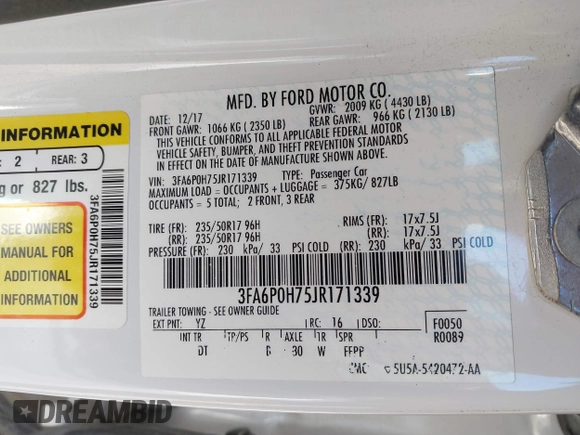 INFORMATION
: 2 REAR: 3
g or 827 lbs.
SEE OWNERS
MANUAL FOR
ADDITIONAL
INFORMATION
3FA6P0H75JR171339
MFD. BY FORD MOTOR CO.
12/17 GVWR: 2009 KG ( 4430 LB)
FRONT GAWR: 1066 KG ( 2350 LB) REAR GAWR: 966 KG ( 2130 LB)
THIS VEHICLE CONFORMS TO ALL APPLICABLE FEDERAL MOTOR
VEHICLE SAFETY, BUMPER, AND THEFT PREVENTION STANDARDS
IN EFFECT ON THE DATE OF MANUFACTURE SHOWN ABOVE.
VIN: 3FA6P0H75JR171339 TYPE: Passenger Car
MAXIMUM LOAD = OCCUPANTS + LUGGAGE = 375KG/827LB
OCCUPANTS = 5 TOTAL; 2 FRONT, 3 REAR
TIRE (FR): 235/50R17 96H RIMS (FR): 17x7.5J
(RR): 235/50R17 96H (RR): 17x7.5J
PRESSURE (FR): 230 kPa/ 33 PSI COLD (RR): 230 kPa/ 33 PSI COLD
3FA6P0H75JR171339
TRAILER TOWING - SEE OWNER GUIDE
EXT PNT: YZ RC: 16 DSO: F0050
INT TR TP/PS R AXLE TR SPR R0089
DT 30 W
DREAMBID